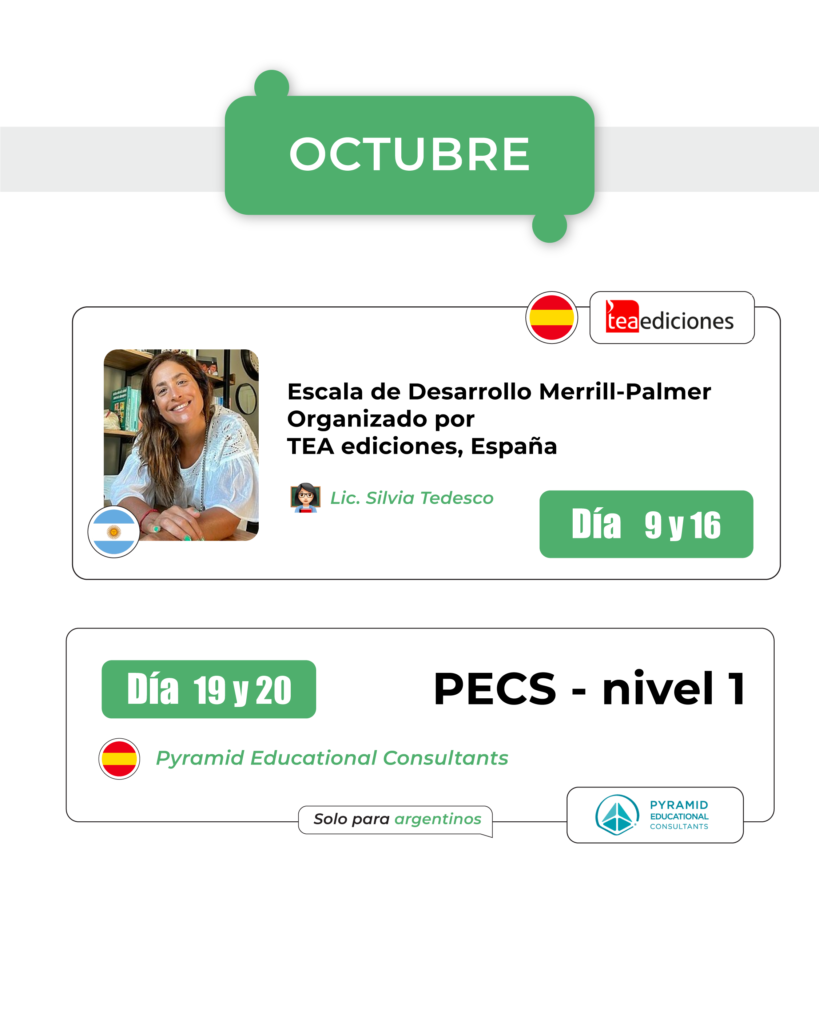 OCTUBRE
teaediciones
Escala de Desarrollo Merrill-Palmer
Organizado por
TEA ediciones, España
Lic. Silvia Tedesco
Día 9 y 16
Día 19 y 20
PECS - nivel 1
Pyramid Educational Consultants
Solo para argentinos
PYRAMID
EDUCATIONAL
CONSULTANTS